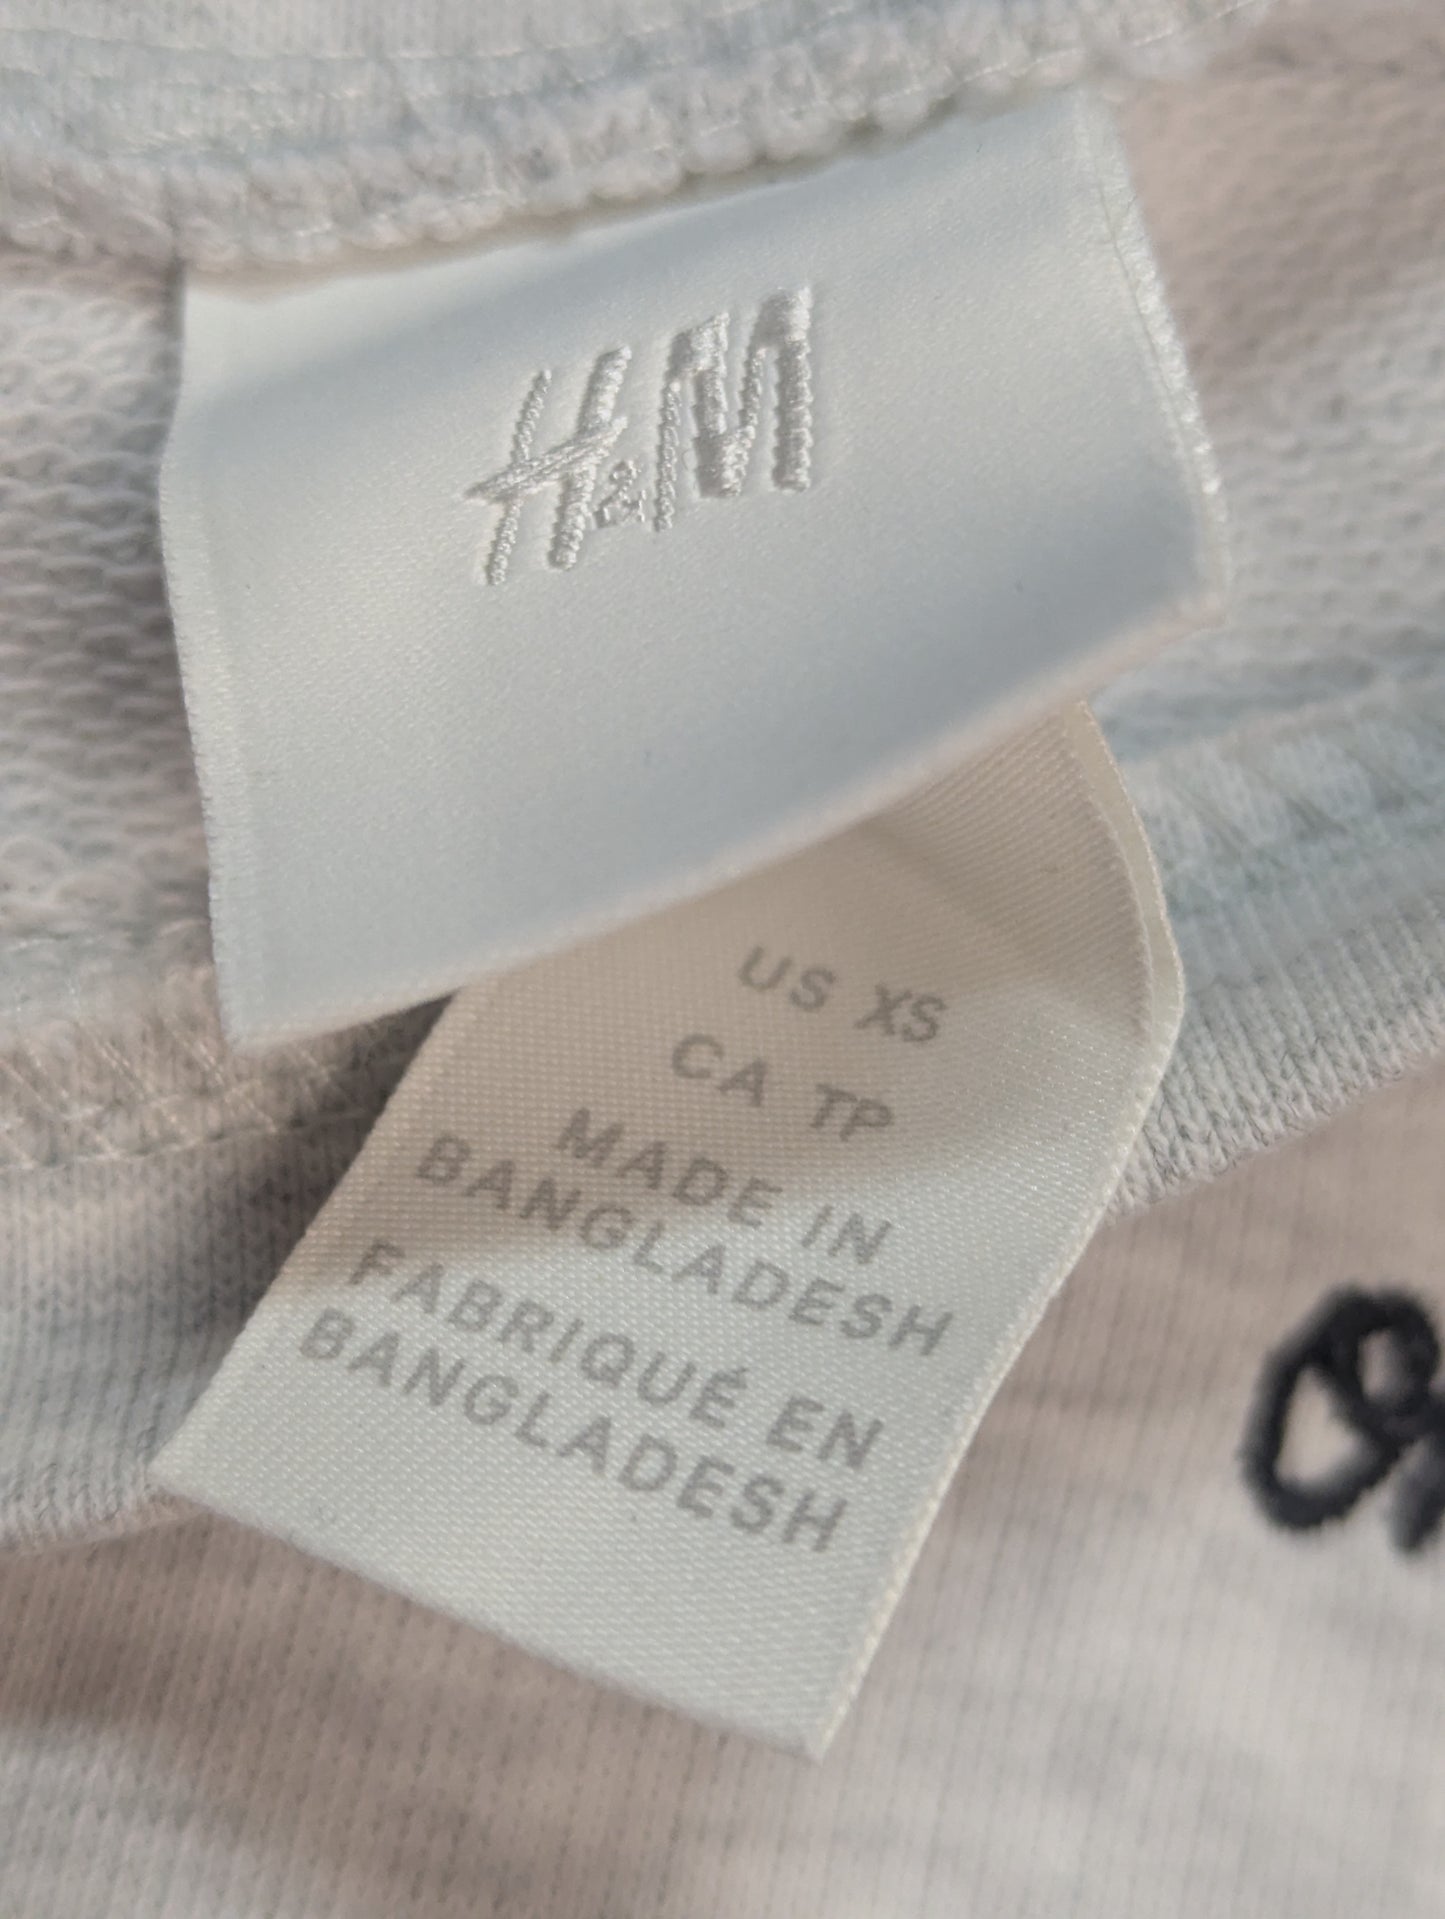 H&M
US XS
CA TP
MADE IN
BANGLADESH
FABRIQUÉ EN
BANGLADESH